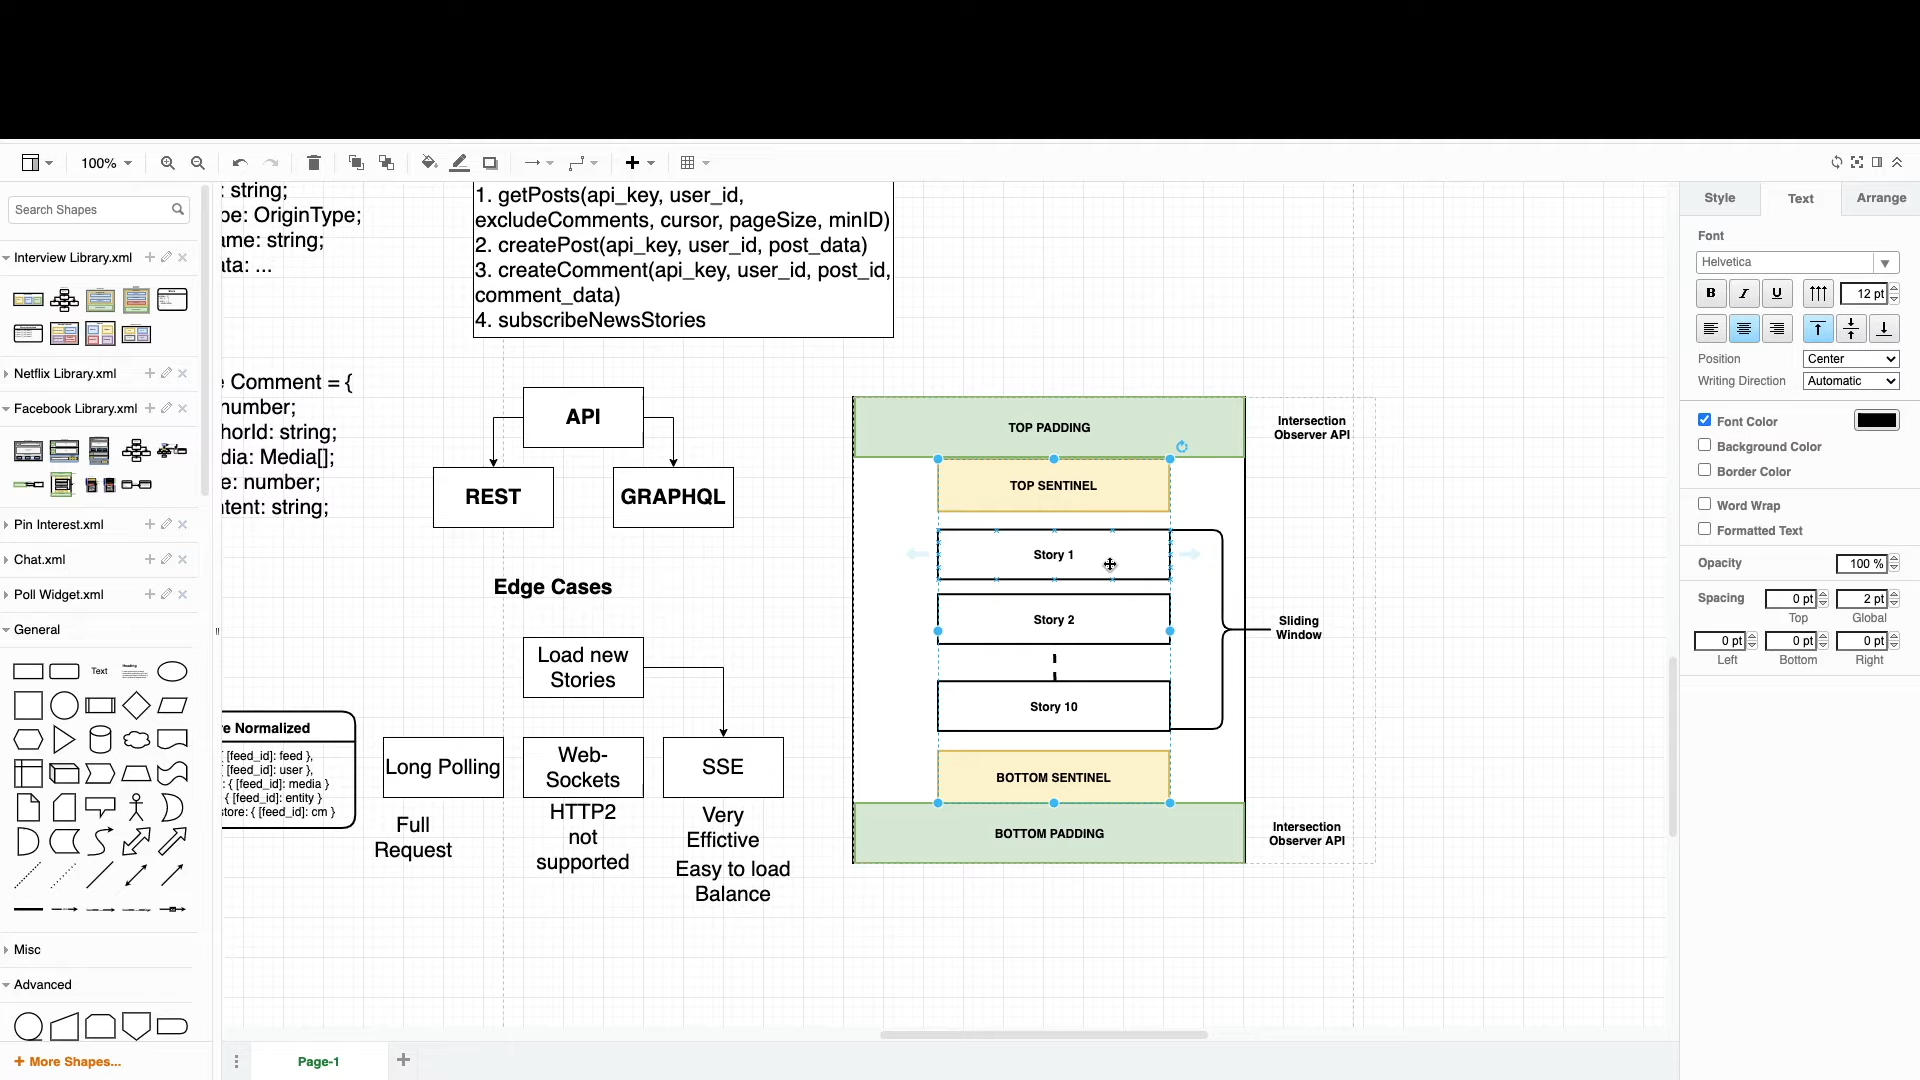 100%
Search Shapes
Interview Library.xml
Netflix Library.xml
Facebook Library.xml
Pin Interest.xml
Chat.xml
Poll Widget.xml
General
Text
Heading
Misc
Advanced
+ More Shapes...
string;
OriginType;
string;
...
1. getPosts(api_key, user_id,
excludeComments, cursor, pageSize, minID)
2. createPost(api_key, user_id, post_data)
3. createComment(api_key, user_id, post_id,
comment_data)
4. subscribeNewsStories
Comment = {
number;
string;
Media[];
number;
string;
API
REST
GRAPHQL
Edge Cases
Load new
Stories
Long Polling
Web-
Sockets
SSE
Full
Request
HTTP2
not
supported
Very
Effictive
Easy to load
Balance
Normalized
[feed_id]: feed },
[feed_id]: user },
: { [feed_id]: media }
{ [feed_id]: entity }
{ [feed_id]: cm }
TOP PADDING
TOP SENTINEL
Story 1
Story 2
Story 10
BOTTOM SENTINEL
BOTTOM PADDING
Intersection
Observer API
Sliding
Window
Intersection
Observer API
Page-1
Style
Text
Arrange
Font
Helvetica
B I U 12 pt
Position Center
Writing Direction Automatic
Font Color
Background Color
Border Color
Word Wrap
Formatted Text
Opacity 100 %
Spacing 0 pt 2 pt
Top Global
0 pt 0 pt 0 pt
Left Bottom Right